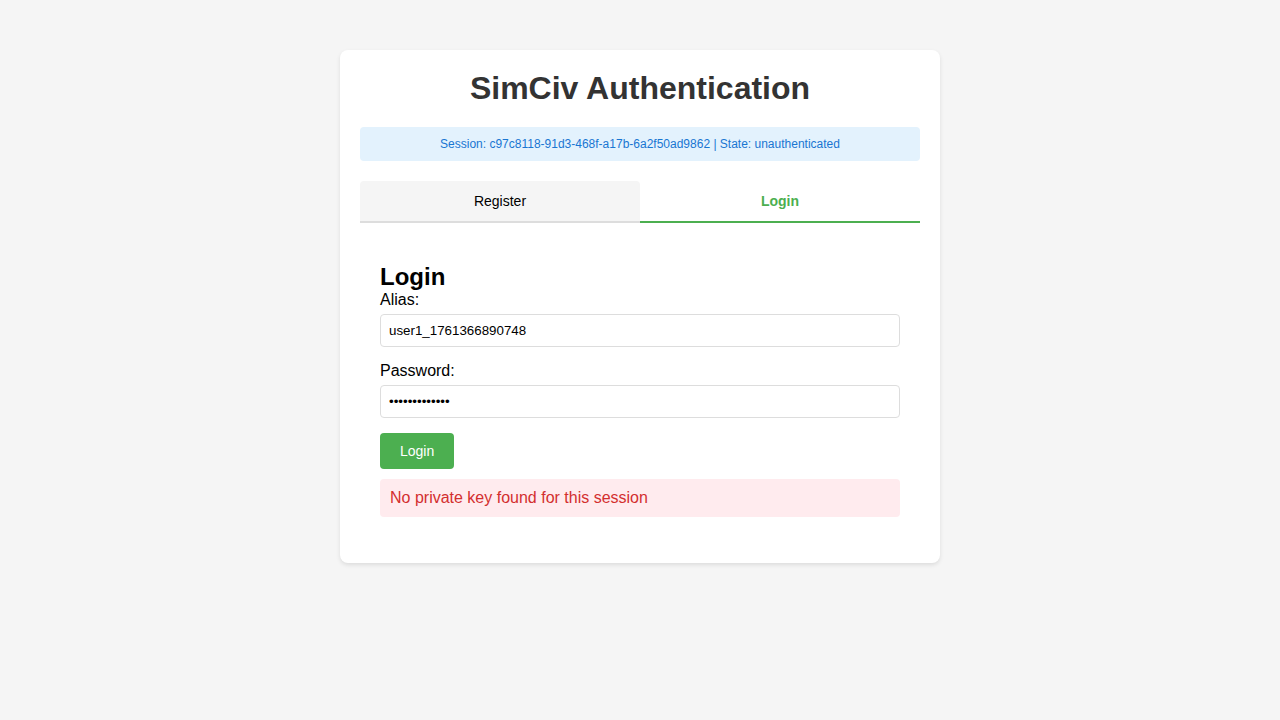 SimCiv Authentication
Session: c97c8118-91d3-468f-a17b-6a2f50ad9862 | State: unauthenticated
Register Login
Login
Alias:
user1_1761366890748
Password:
•••••••••••••
Login
No private key found for this session